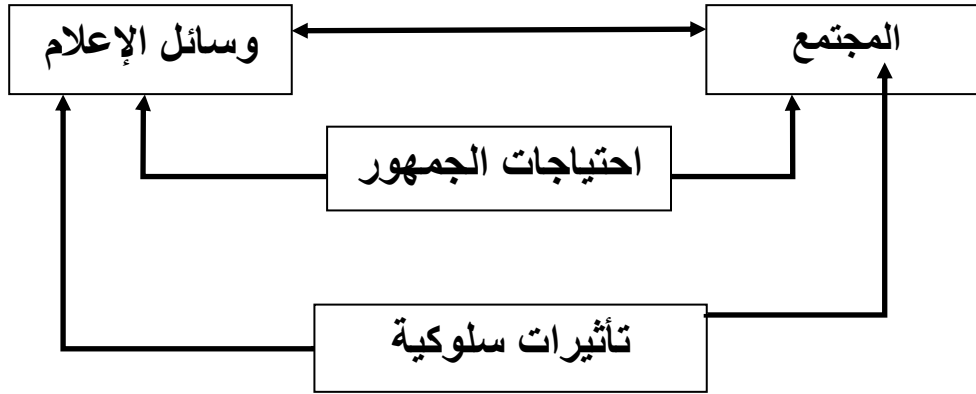 المجتمع
وسائل الإعلام
احتياجات الجمهور
تأثيرات سلوكية